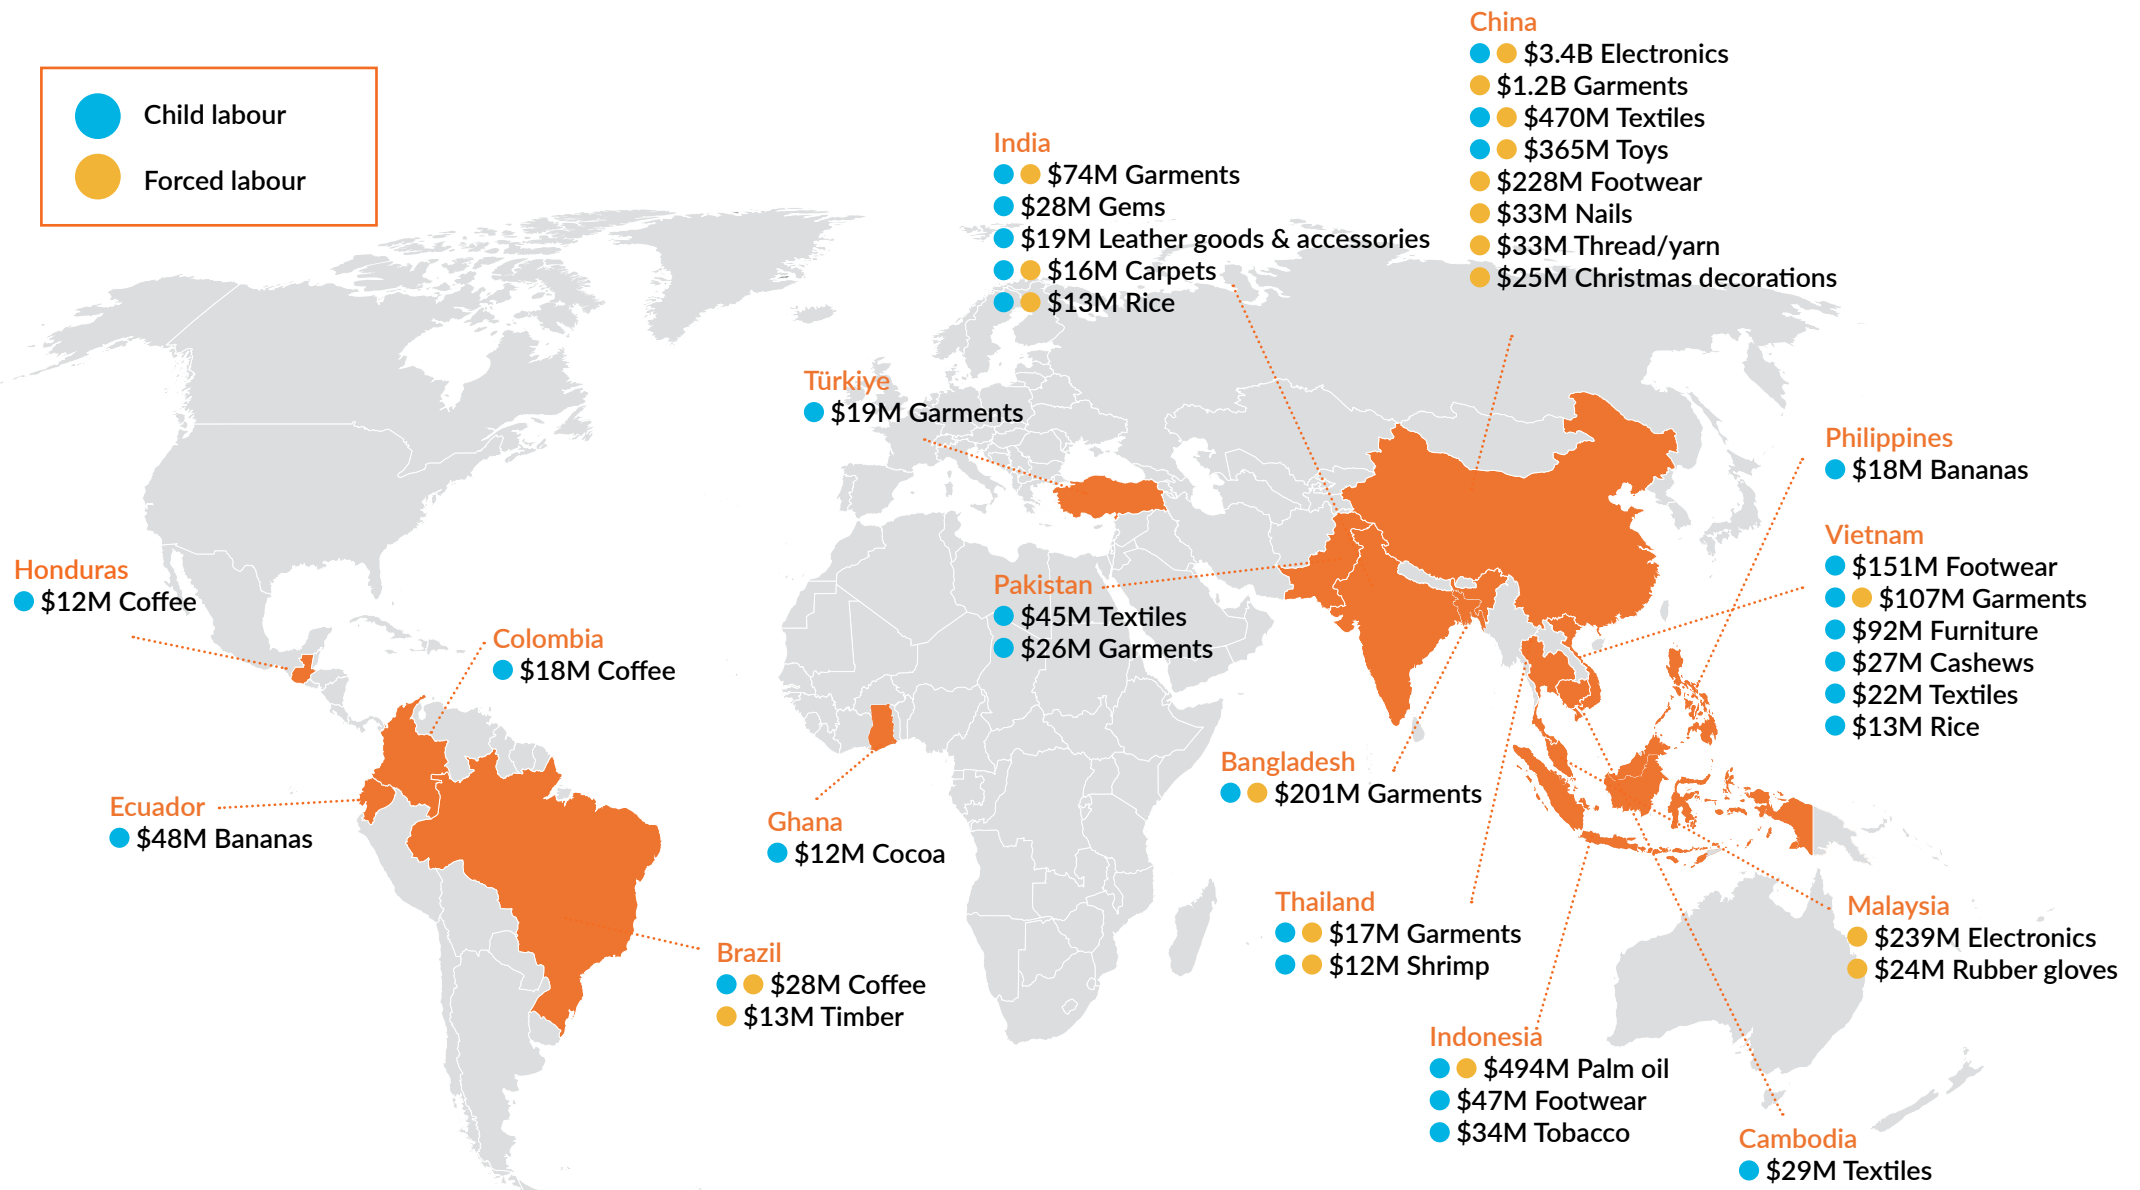 Child labour
Forced labour
China
$3.4B Electronics
$1.2B Garments
$470M Textiles
$365M Toys
$228M Footwear
$33M Nails
$33M Thread/yarn
$25M Christmas decorations
India
$74M Garments
$28M Gems
$19M Leather goods & accessories
$16M Carpets
$13M Rice
Türkiye
$19M Garments
Philippines
$18M Bananas
Vietnam
$151M Footwear
$107M Garments
$92M Furniture
$27M Cashews
$22M Textiles
$13M Rice
Honduras
$12M Coffee
Pakistan
$45M Textiles
$26M Garments
Colombia
$18M Coffee
Bangladesh
$201M Garments
Ecuador
$48M Bananas
Ghana
$12M Cocoa
Thailand
$17M Garments
$12M Shrimp
Malaysia
$239M Electronics
$24M Rubber gloves
Brazil
$28M Coffee
$13M Timber
Indonesia
$494M Palm oil
$47M Footwear
$34M Tobacco
Cambodia
$29M Textiles